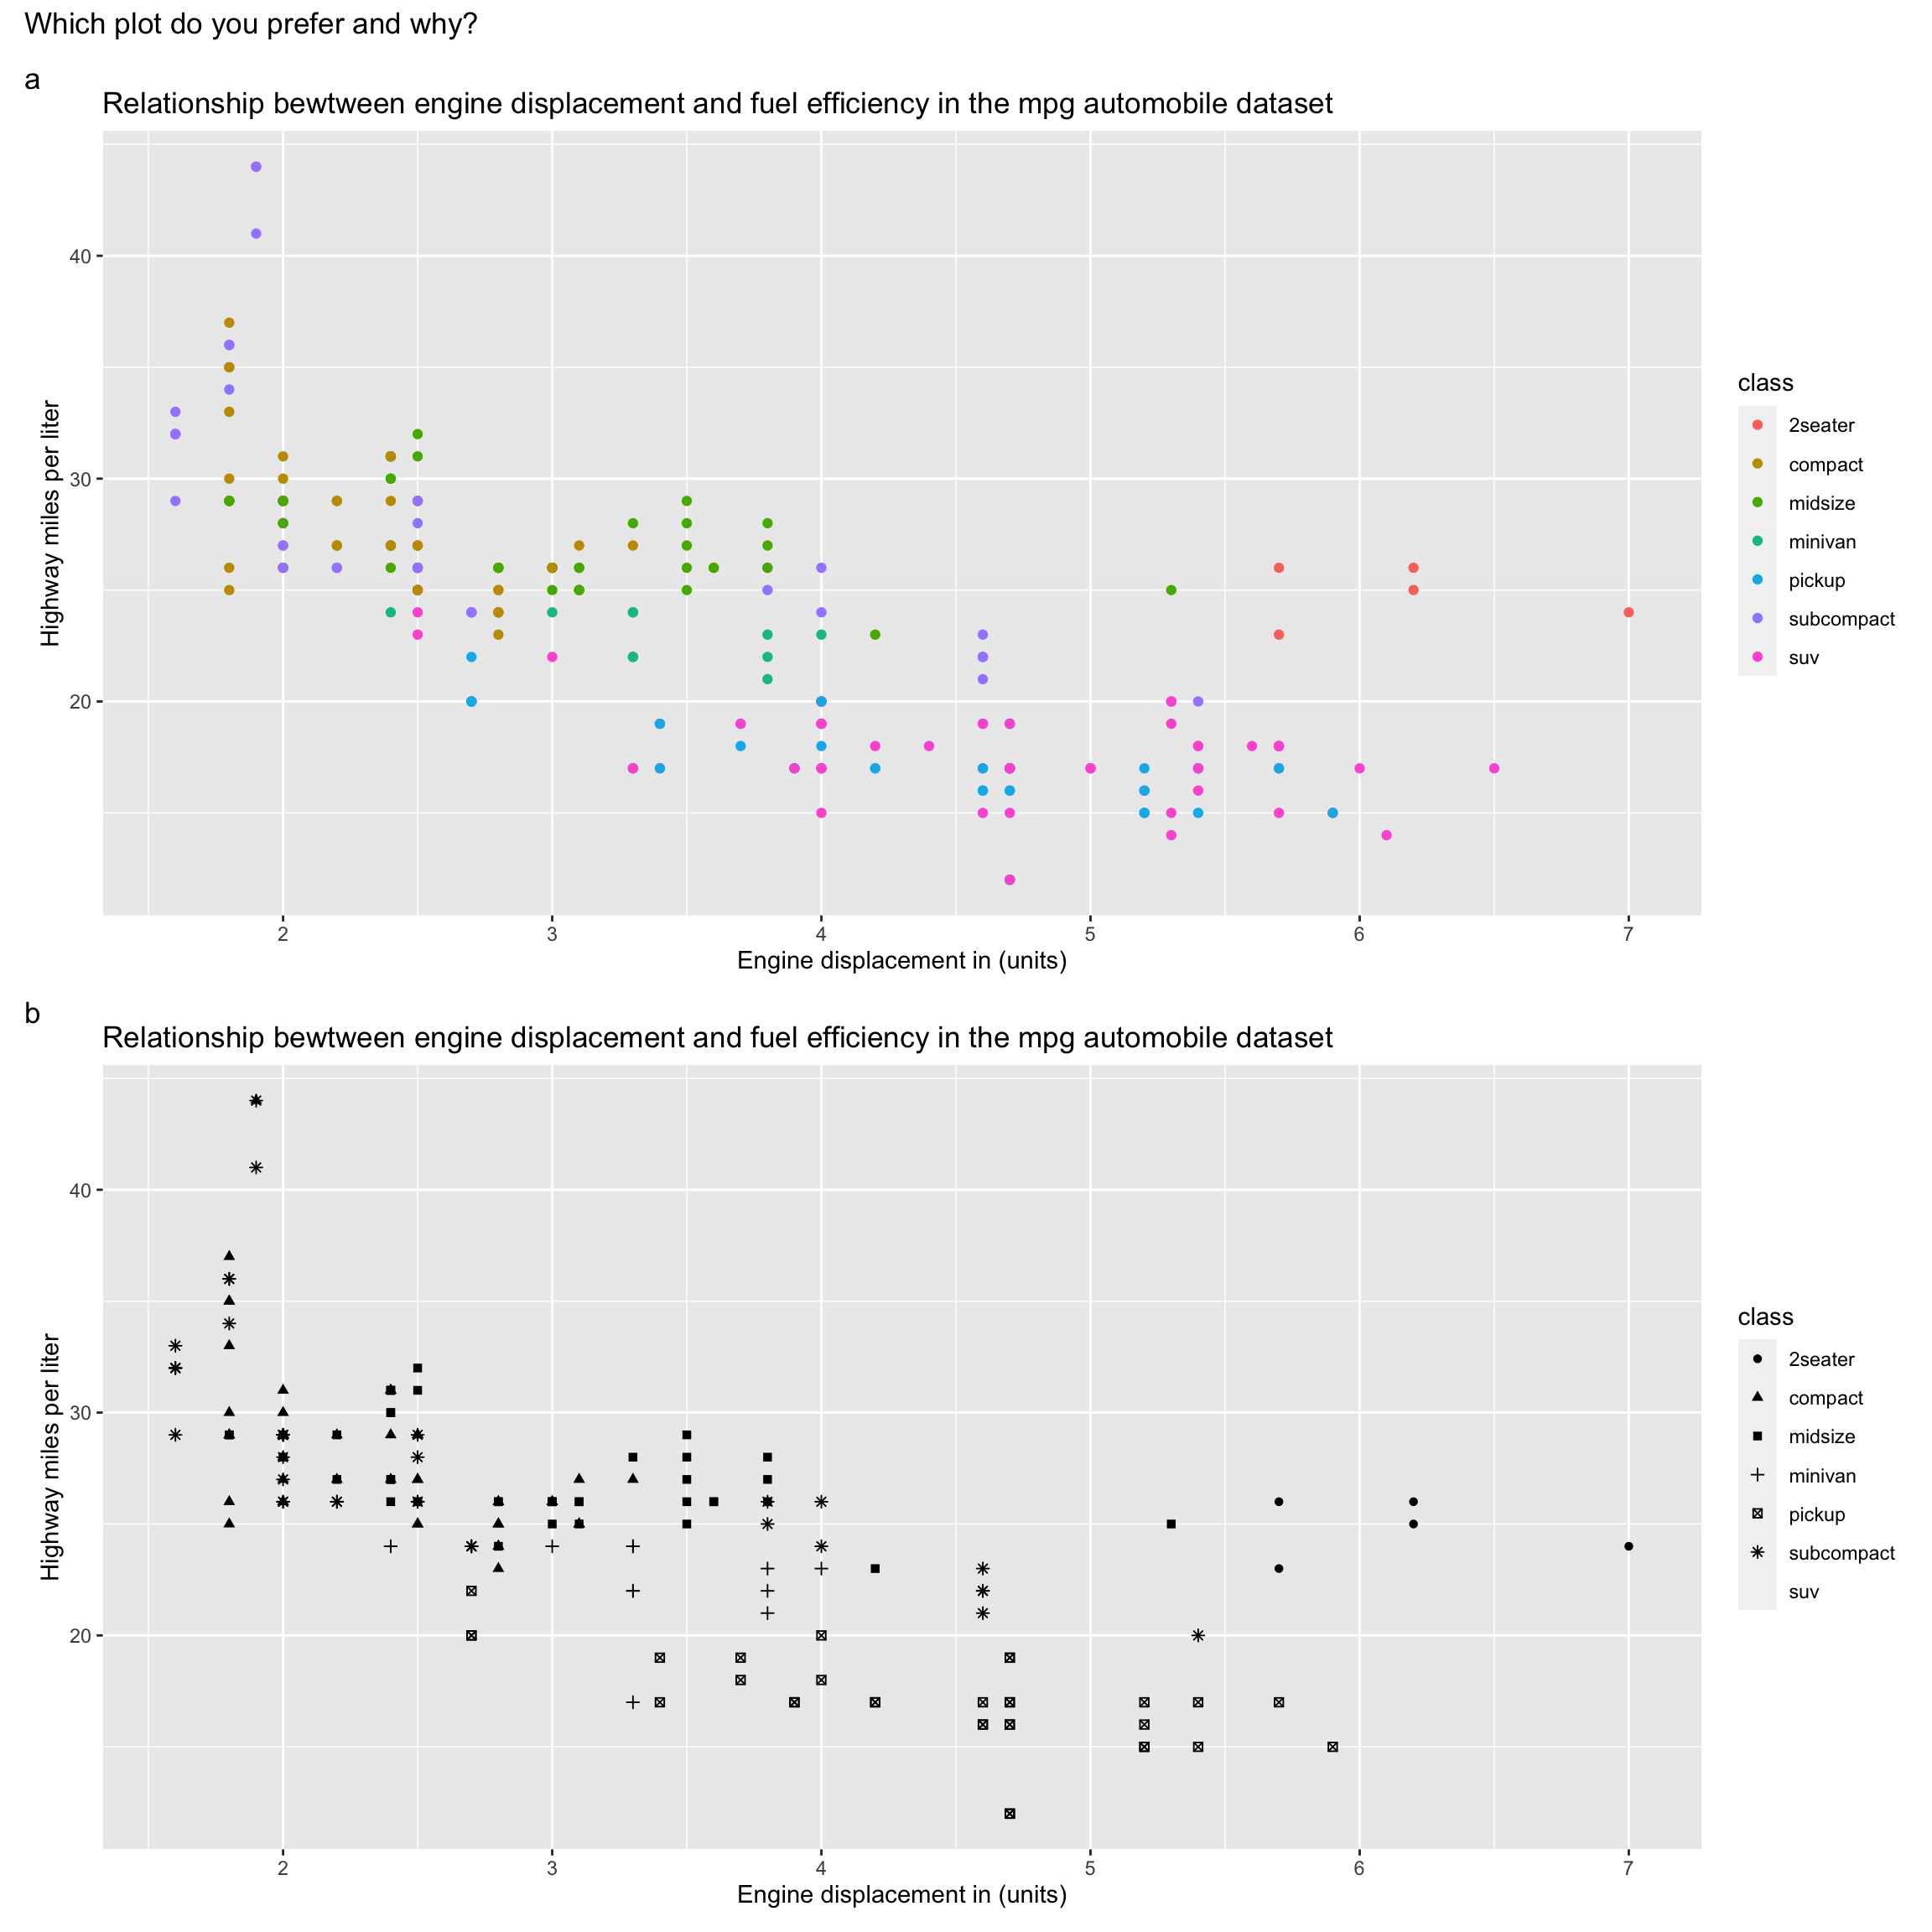 Which plot do you prefer and why?
a
Relationship bewtween engine displacement and fuel efficiency in the mpg automobile dataset
Highway miles per liter
40
30
20
2 3 4 5 6 7
Engine displacement in (units)
class
2seater
compact
midsize
minivan
pickup
subcompact
suv
b
Relationship bewtween engine displacement and fuel efficiency in the mpg automobile dataset
Highway miles per liter
40
30
20
2 3 4 5 6 7
Engine displacement in (units)
class
2seater
compact
midsize
minivan
pickup
subcompact
suv